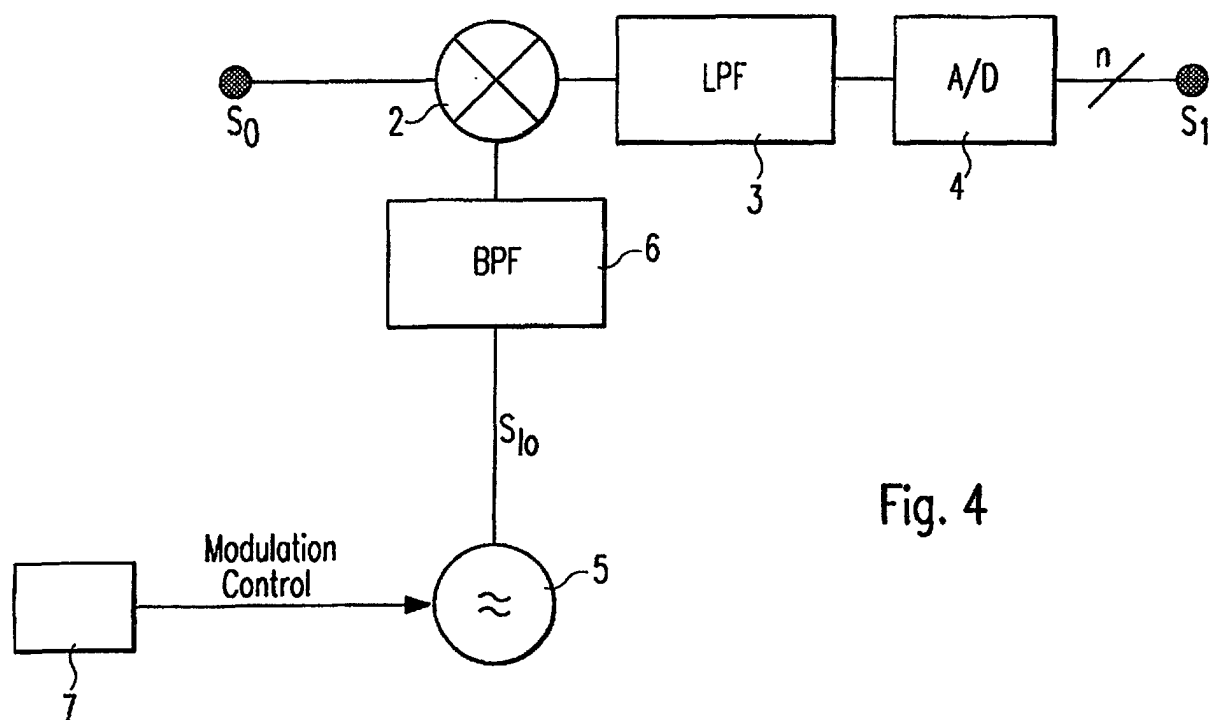 n
LPF
A/D
S0
2
S1
3
4
BPF
6
Slo
Fig. 4
Modulation
Control
5
≈
7